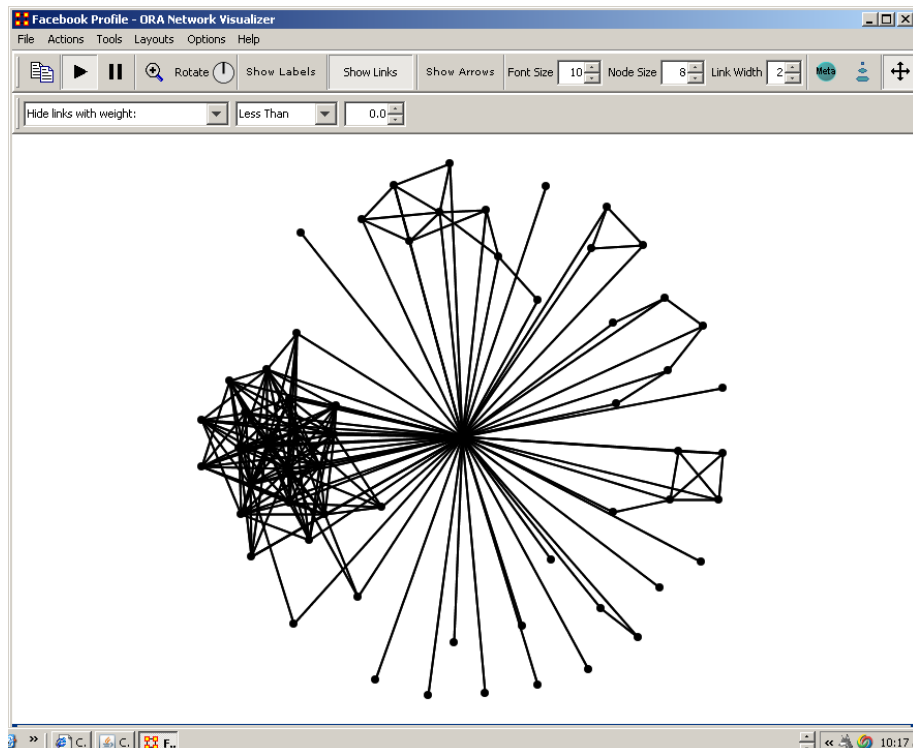 Facebook Profile - ORA Network Visualizer
File Actions Tools Layouts Options Help
Rotate Show Labels Show Links Show Arrows Font Size 10 Node Size 8 Link Width 2 Meta
Hide links with weight: Less Than 0.0
» C. C. F.. « 10:17